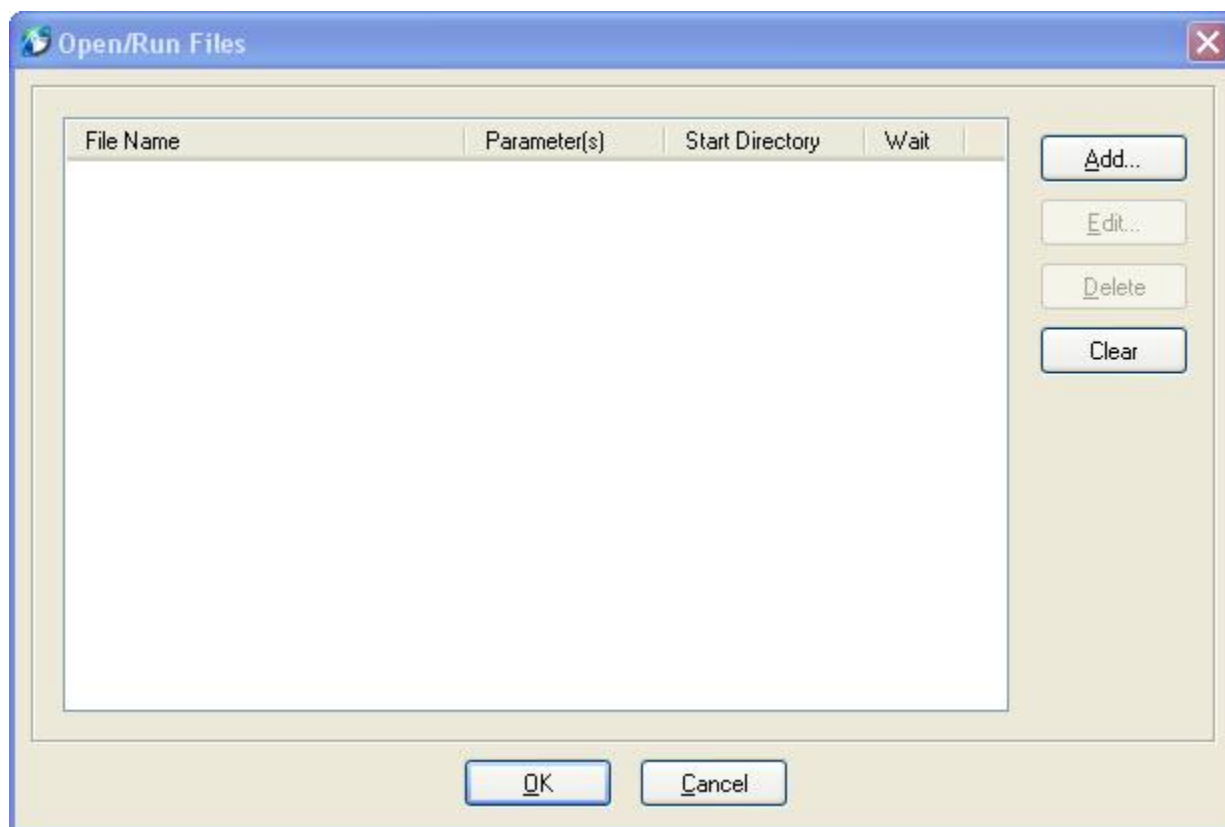 Open/Run Files
File Name Parameter(s) Start Directory Wait
Add...
Edit...
Delete
Clear
OK Cancel